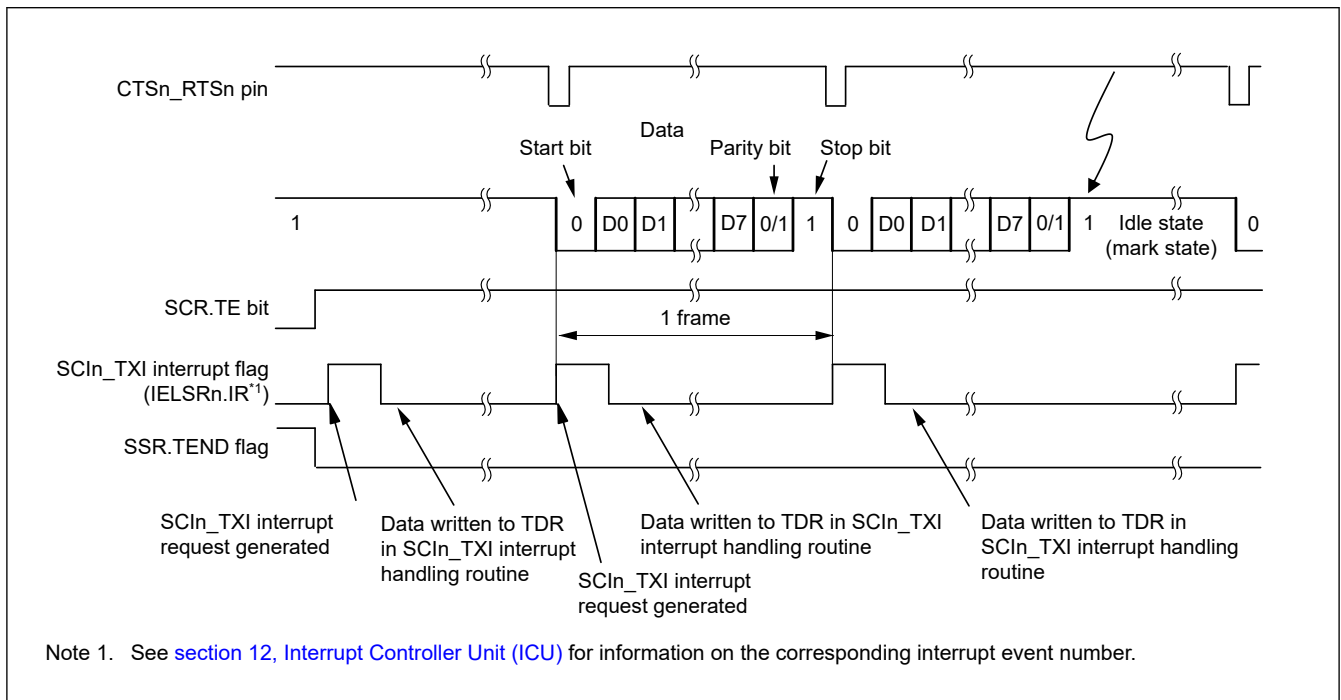 CTSn_RTSn pin
Data
Start bit
Parity bit
Stop bit
1
0
D0
D1
D7
0/1
1
0
D0
D1
D7
0/1
1
Idle state
(mark state)
0
SCR.TE bit
1 frame
SCIn_TXI interrupt flag
(IELSRn.IR*1)
SSR.TEND flag
SCIn_TXI interrupt
request generated
Data written to TDR
in SCIn_TXI interrupt
handling routine
SCIn_TXI interrupt
request generated
Data written to TDR in SCIn_TXI
interrupt handling routine
Data written to TDR in
SCIn_TXI interrupt handling
routine
Note 1. See section 12, Interrupt Controller Unit (ICU) for information on the corresponding interrupt event number.